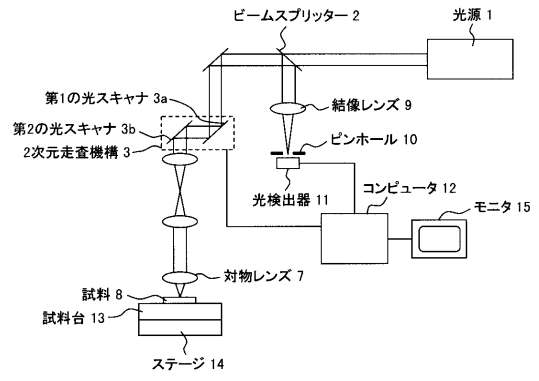 ビームスプリッター 2
光源 1
第1の光スキャナ 3a
第2の光スキャナ 3b
2次元走査機構 3
結像レンズ 9
ピンホール 10
光検出器 11
コンピュータ 12
モニタ 15
対物レンズ 7
試料 8
試料台 13
ステージ 14